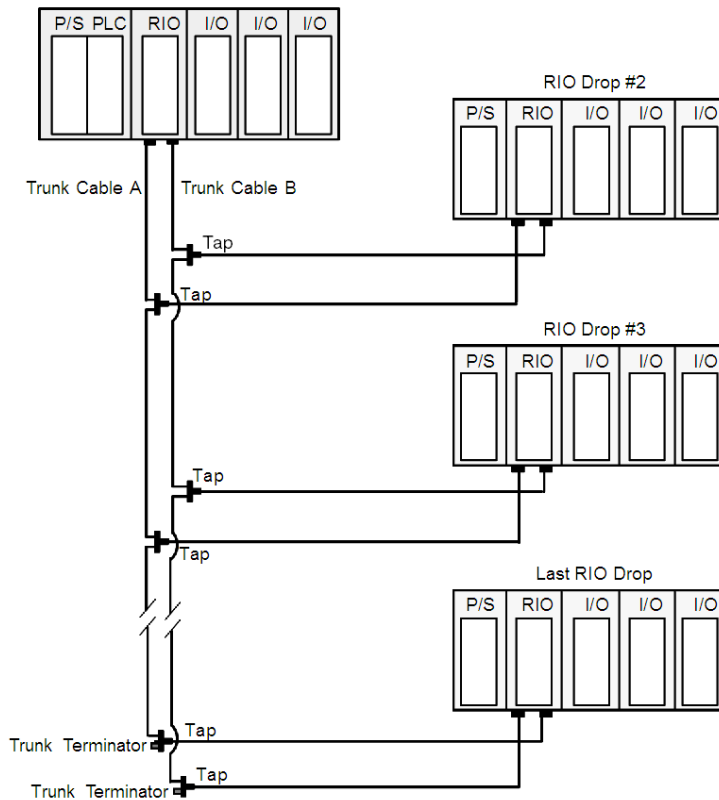 P/S PLC RIO I/O I/O I/O
RIO Drop #2
P/S RIO I/O I/O I/O
Trunk Cable A
Trunk Cable B
Tap
Tap
RIO Drop #3
P/S RIO I/O I/O I/O
Tap
Tap
Last RIO Drop
P/S RIO I/O I/O I/O
Tap
Trunk Terminator
Tap
Trunk Terminator